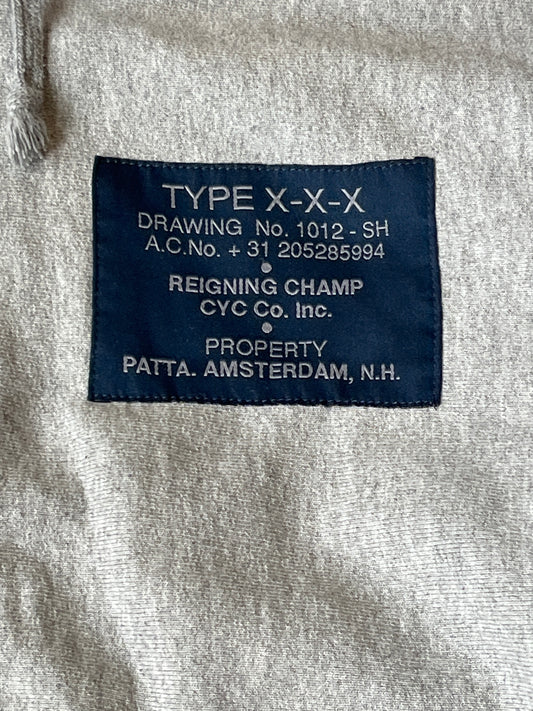 TYPE X-X-X
DRAWING No. 1012 - SH
A.C.No. + 31 205285994
REIGNING CHAMP
CYC Co. Inc.
PROPERTY
PATTA. AMSTERDAM, N.H.